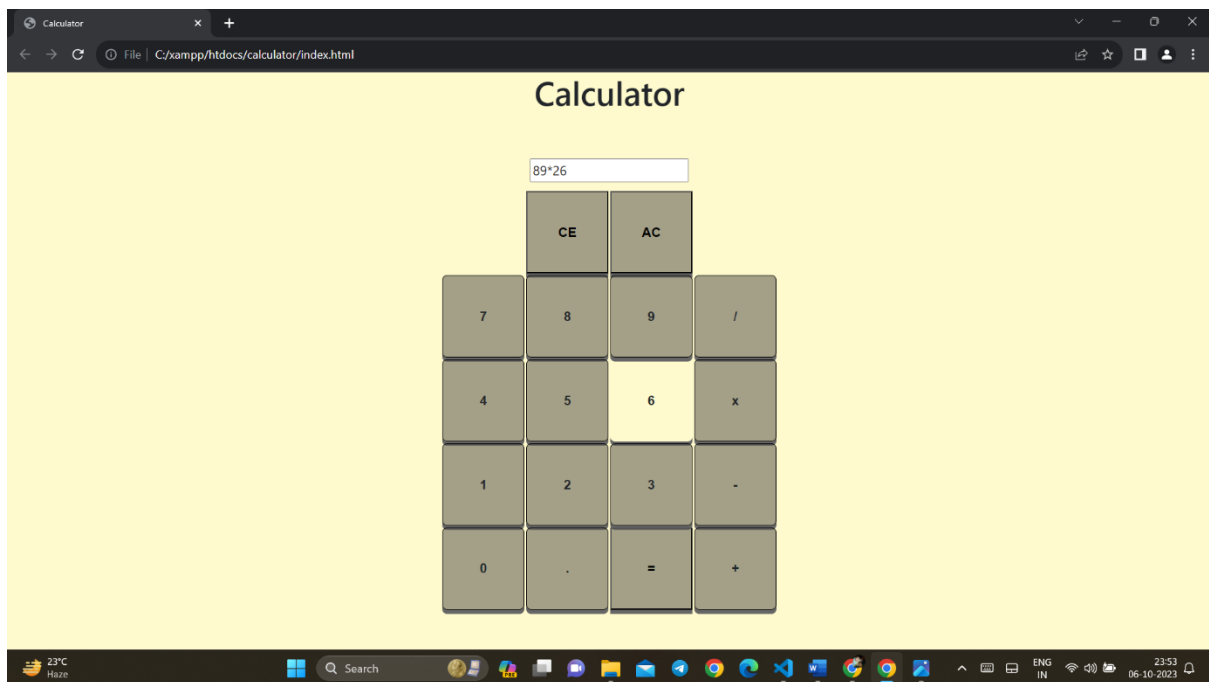 Calculator
File C:/xampp/htdocs/calculator/index.html
Calculator
89*26
CE AC
7 8 9 /
4 5 6 x
1 2 3 -
0 . = +
23°C
Haze
Search
PRE
ENG
IN
23:53
06-10-2023